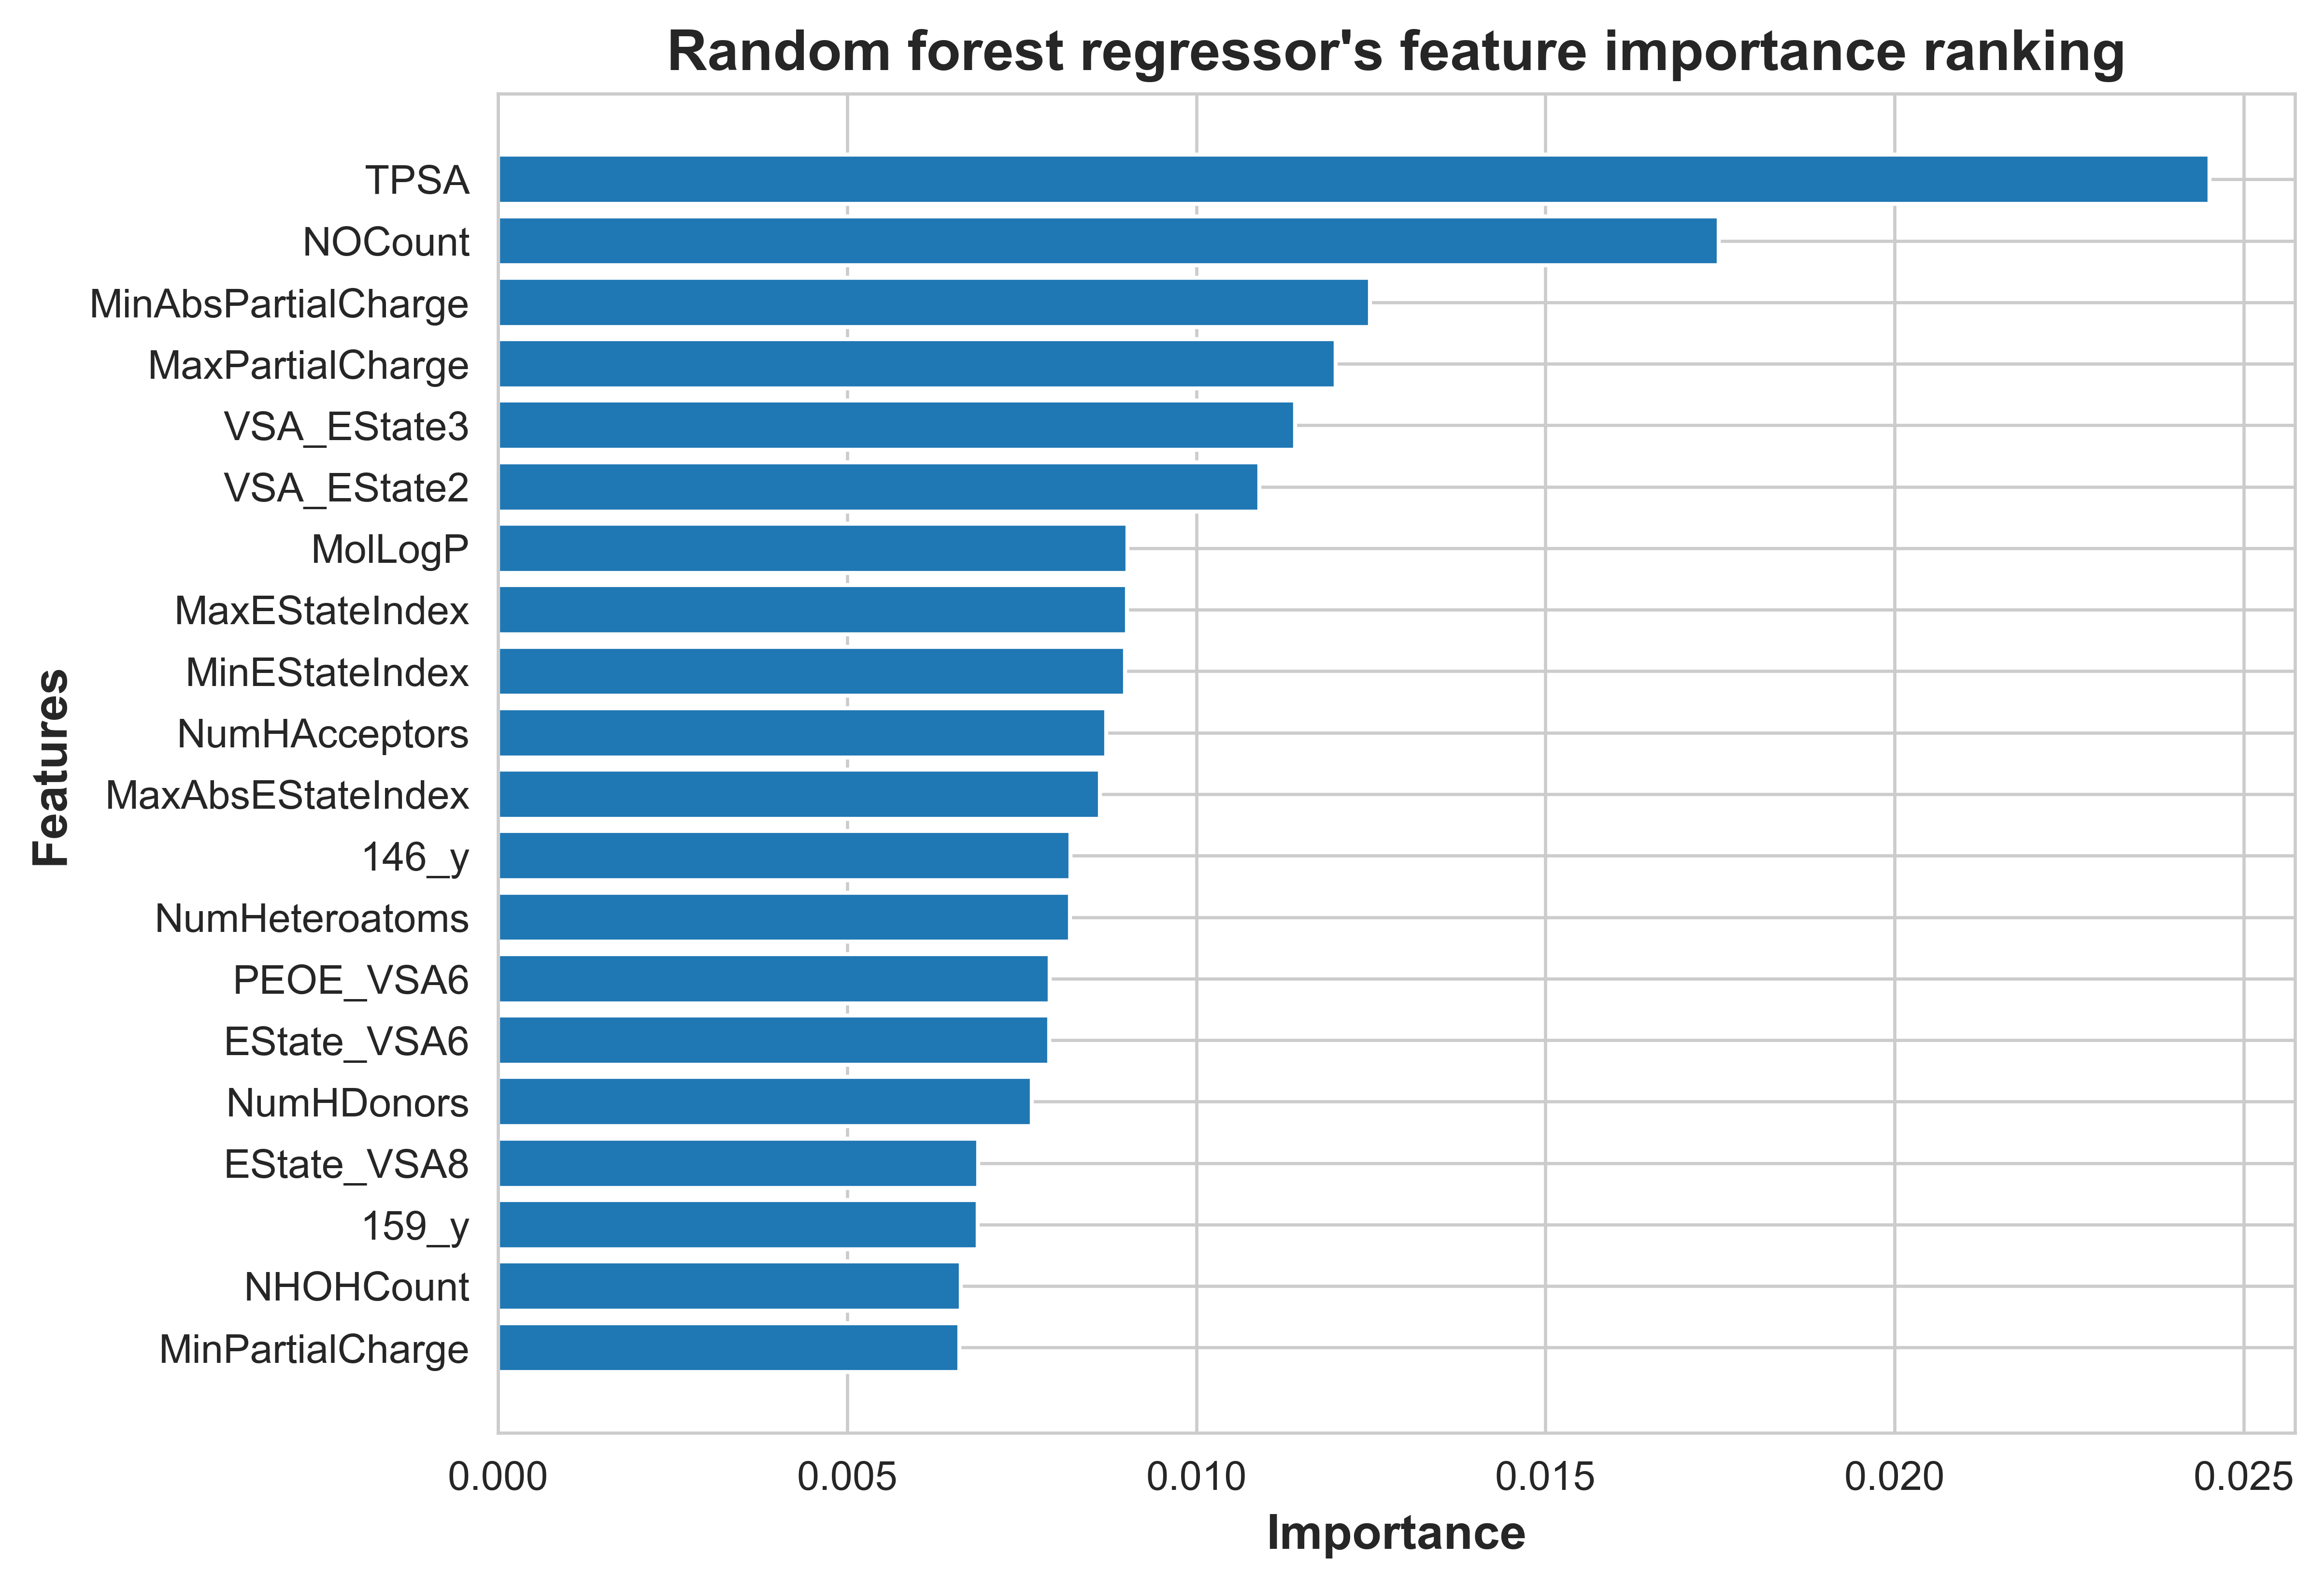 Random forest regressor's feature importance ranking
TPSA
NOCount
MinAbsPartialCharge
MaxPartialCharge
VSA_EState3
VSA_EState2
MolLogP
MaxEStateIndex
MinEStateIndex
NumHAcceptors
MaxAbsEStateIndex
146_y
NumHeteroatoms
PEOE_VSA6
EState_VSA6
NumHDonors
EState_VSA8
159_y
NHOHCount
MinPartialCharge
Features
0.000 0.005 0.010 0.015 0.020 0.025
Importance